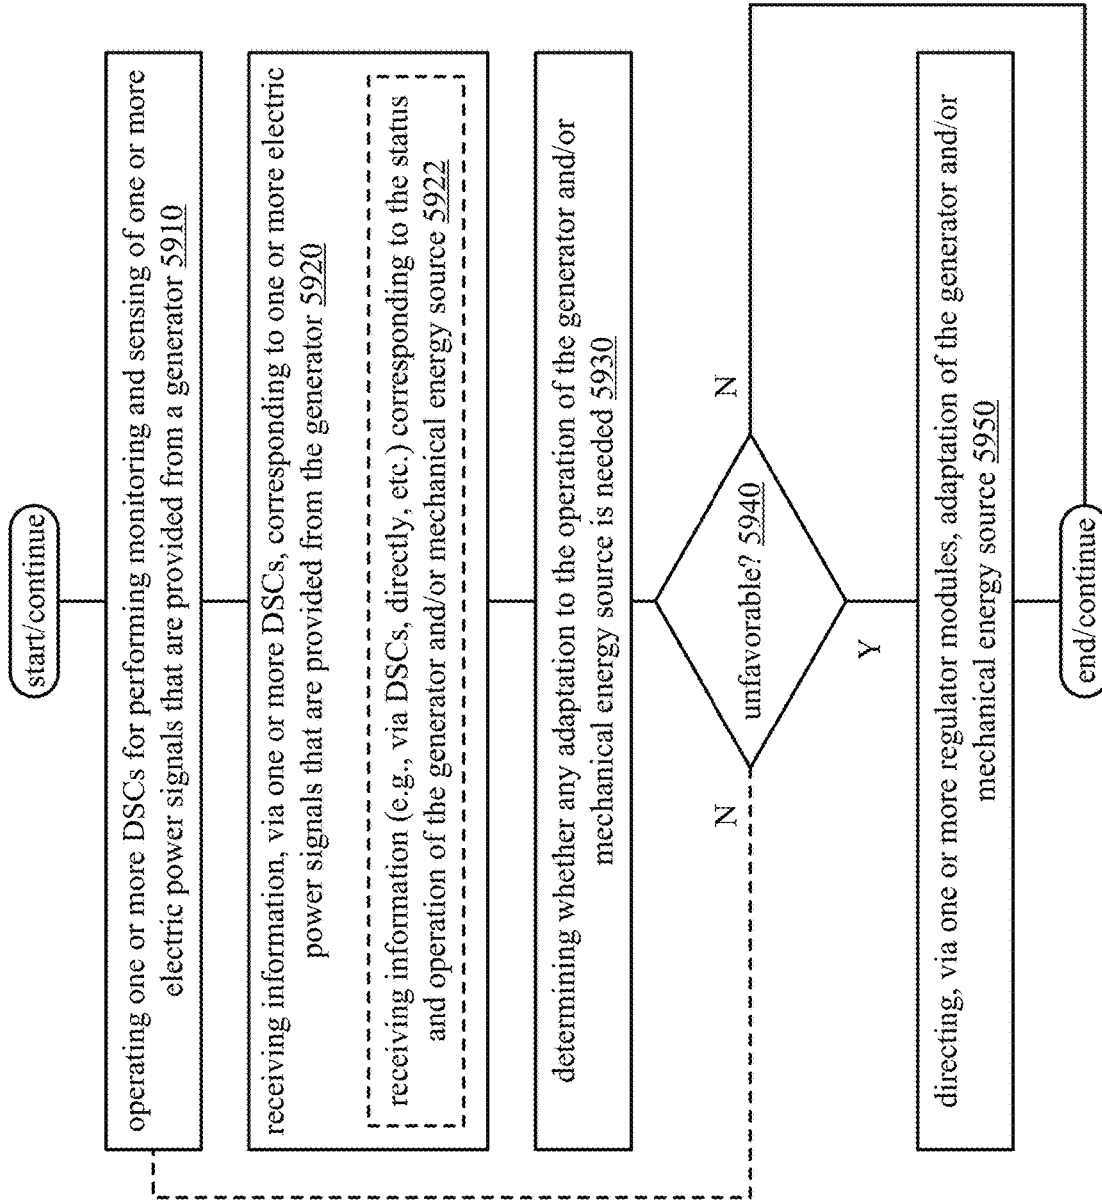 start/continue
operating one or more DSCs for performing monitoring and sensing of one or more
electric power signals that are provided from a generator 5910
receiving information, via one or more DSCs, corresponding to one or more electric
power signals that are provided from the generator 5920
receiving information (e.g., via DSCs, directly, etc.) corresponding to the status
and operation of the generator and/or mechanical energy source 5922
determining whether any adaptation to the operation of the generator and/or
mechanical energy source is needed 5930
N
unfavorable? 5940
N
Y
directing, via one or more regulator modules, adaptation of the generator and/or
mechanical energy source 5950
end/continue